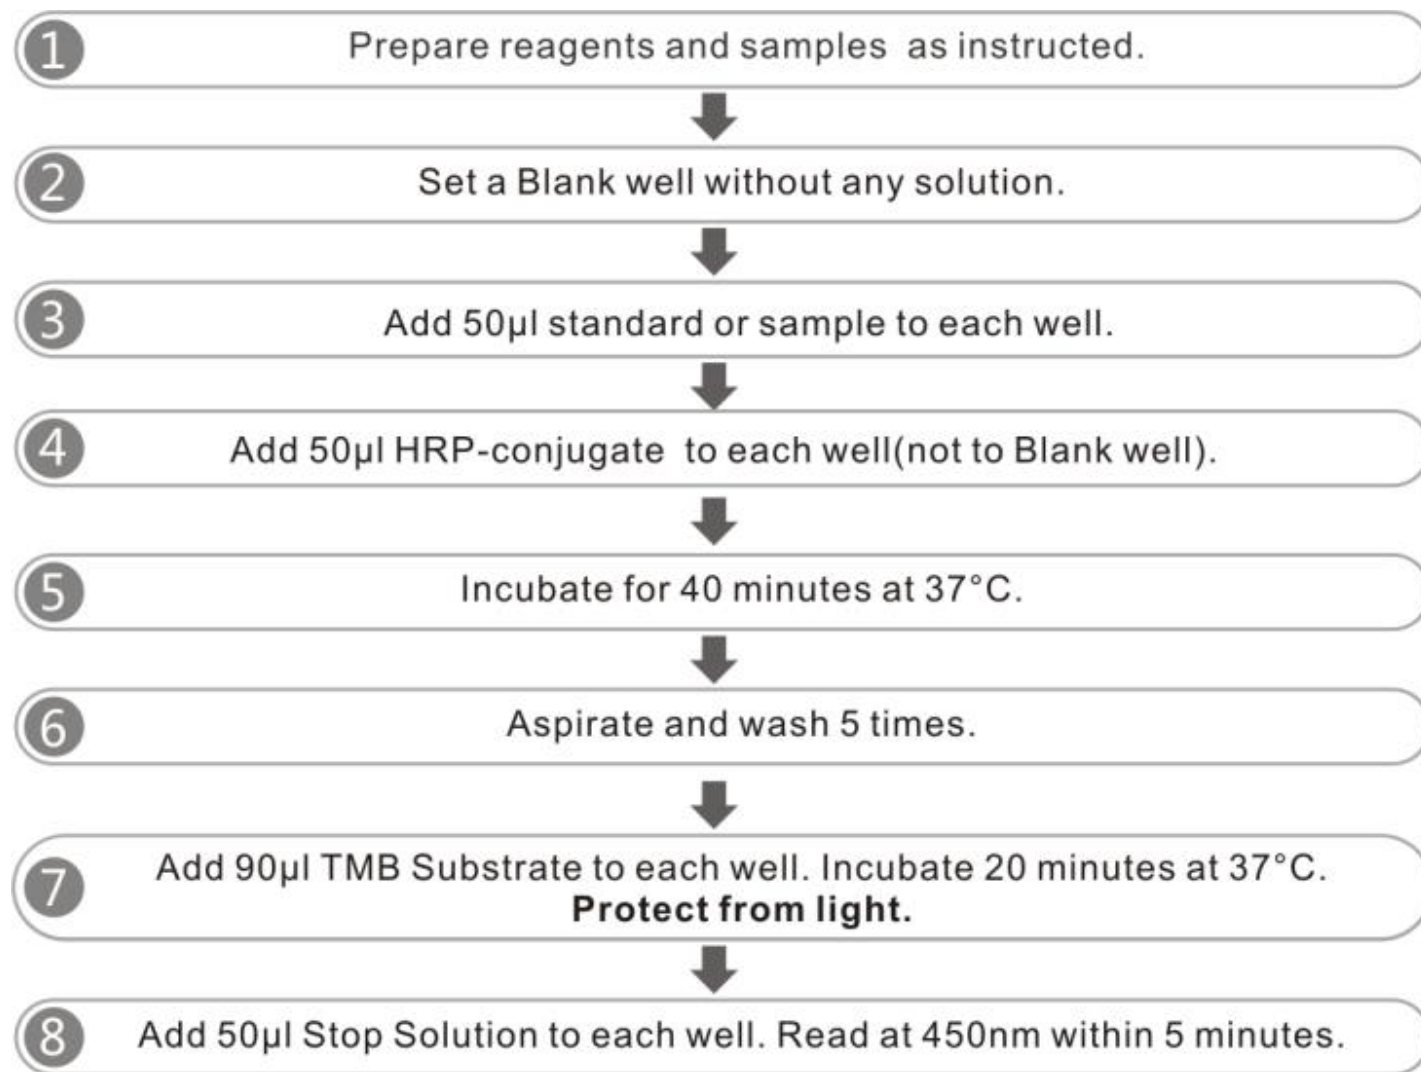 1 Prepare reagents and samples as instructed.
2 Set a Blank well without any solution.
3 Add 50μl standard or sample to each well.
4 Add 50μl HRP-conjugate to each well(not to Blank well).
5 Incubate for 40 minutes at 37°C.
6 Aspirate and wash 5 times.
7 Add 90μl TMB Substrate to each well. Incubate 20 minutes at 37°C.
Protect from light.
8 Add 50μl Stop Solution to each well. Read at 450nm within 5 minutes.